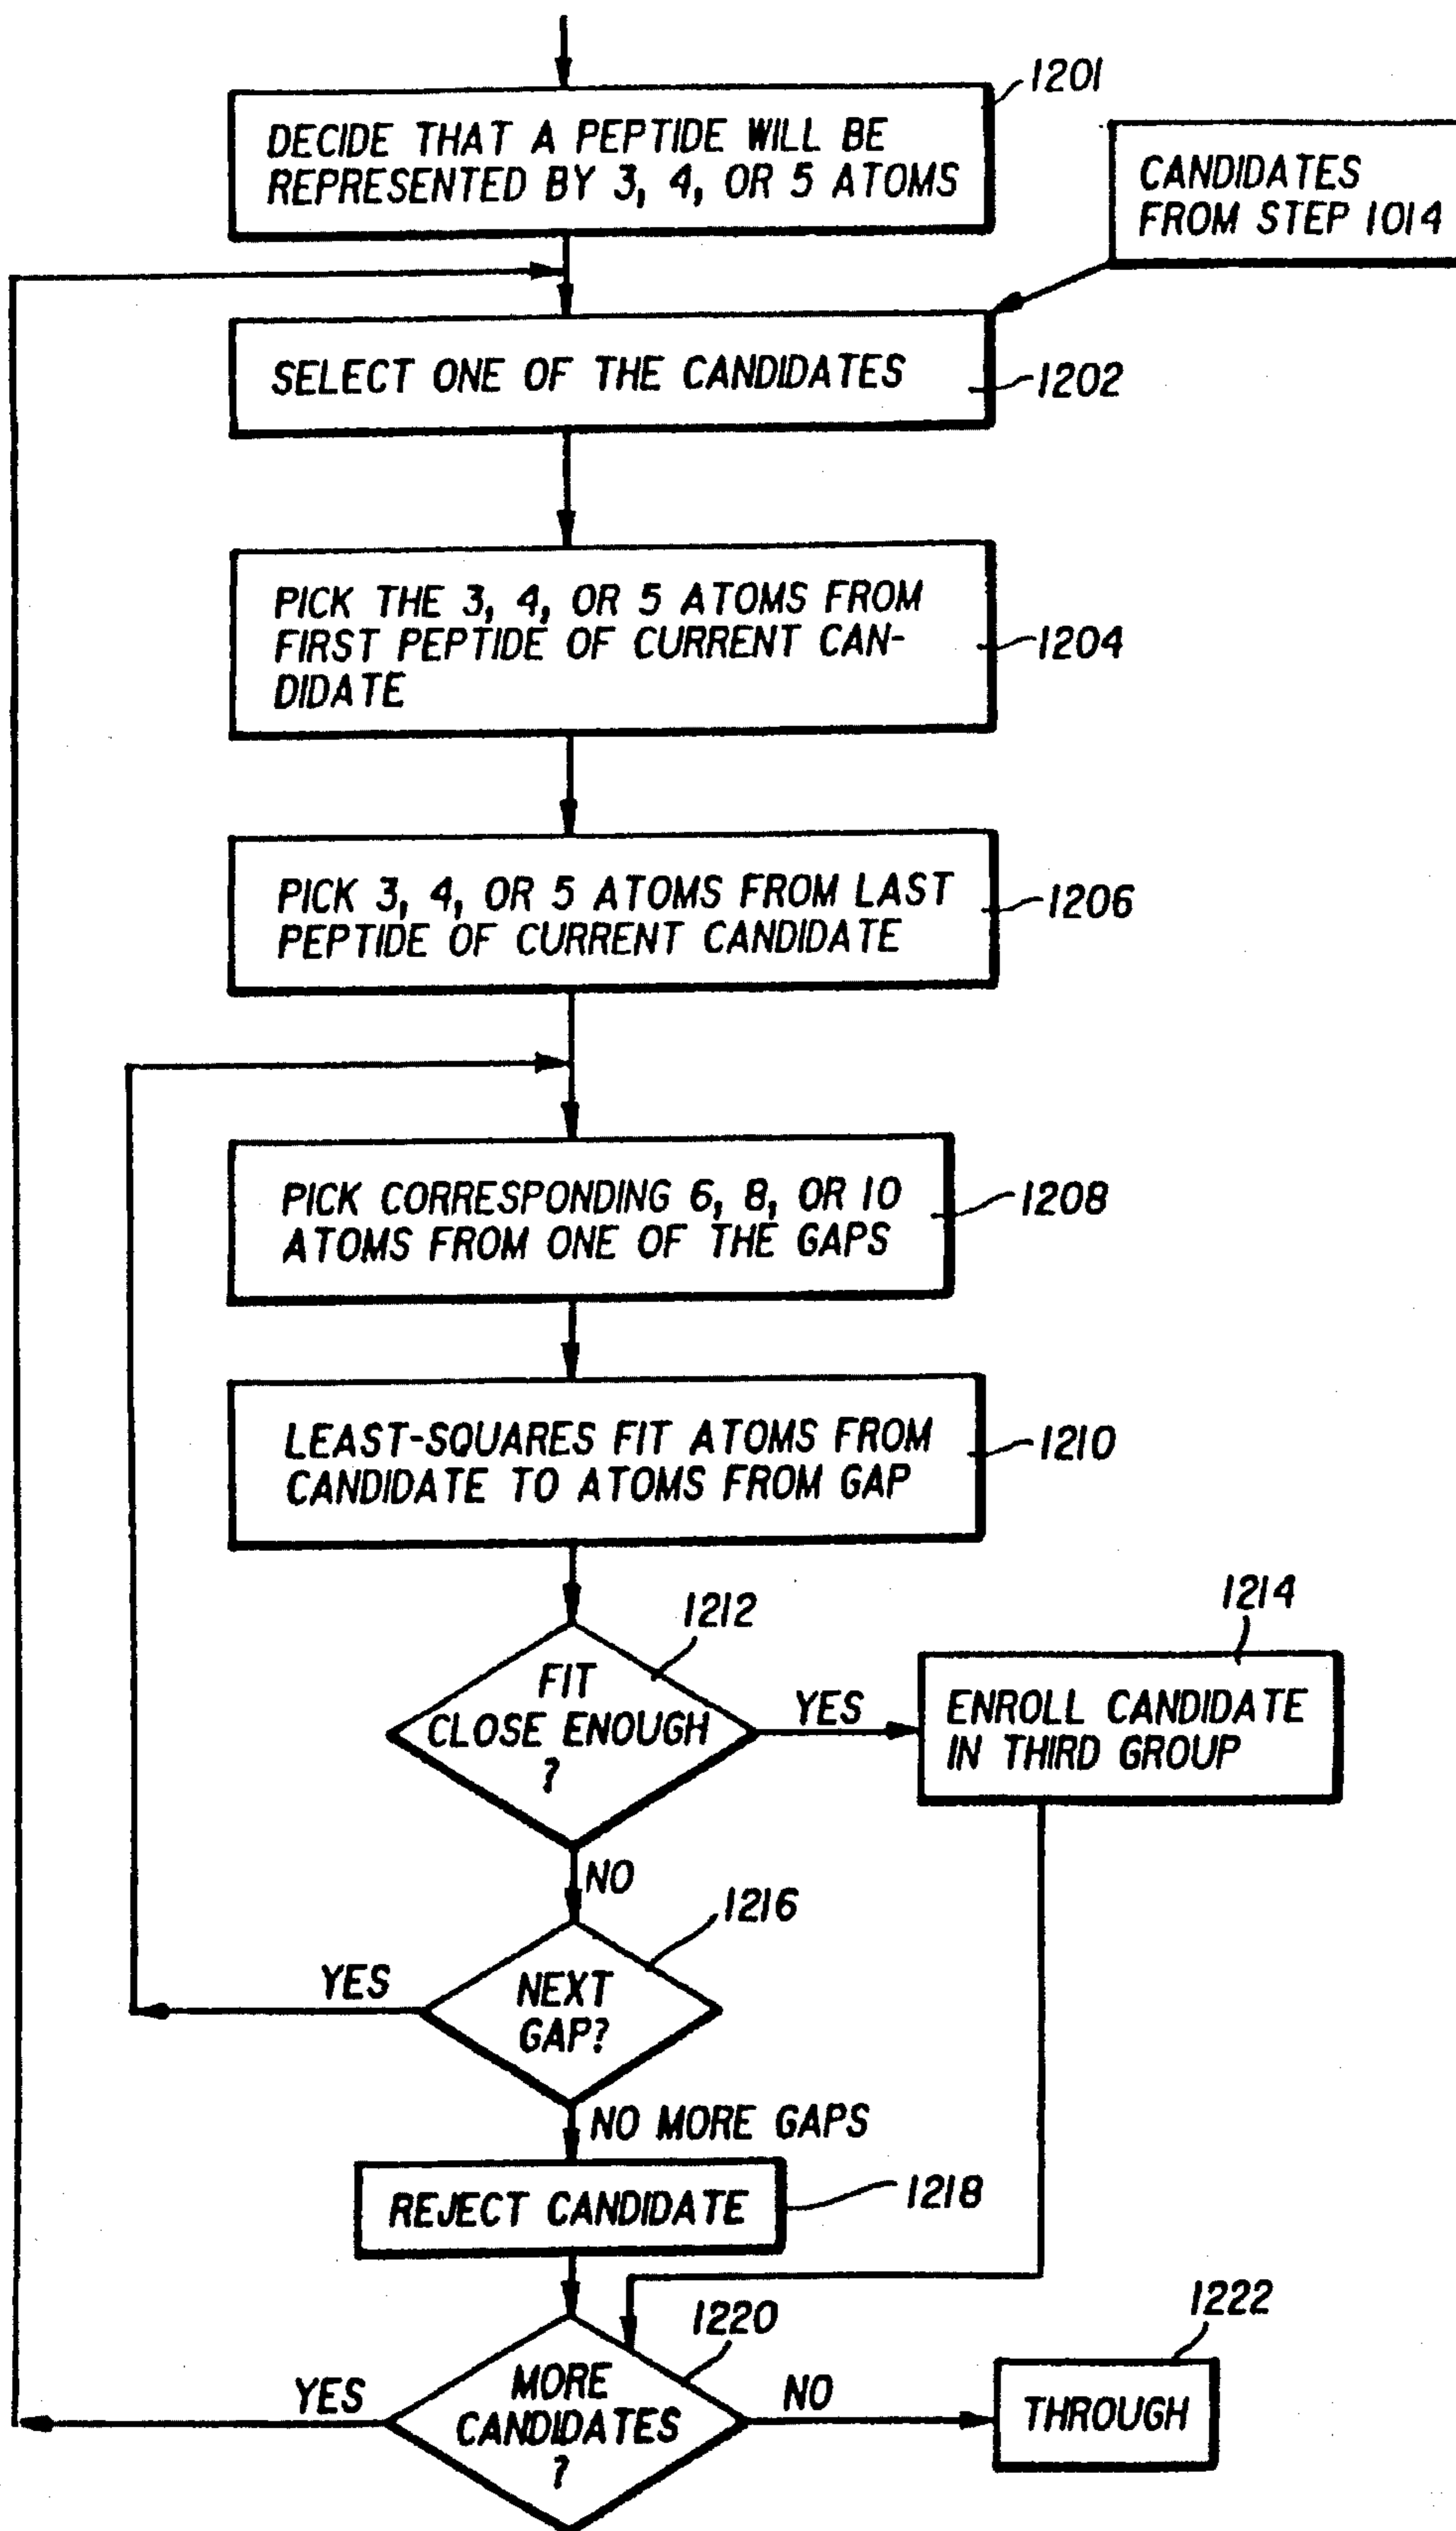 1201
DECIDE THAT A PEPTIDE WILL BE
REPRESENTED BY 3, 4, OR 5 ATOMS
CANDIDATES
FROM STEP 1014
SELECT ONE OF THE CANDIDATES
1202
PICK THE 3, 4, OR 5 ATOMS FROM
FIRST PEPTIDE OF CURRENT CAN-
DIDATE
1204
PICK 3, 4, OR 5 ATOMS FROM LAST
PEPTIDE OF CURRENT CANDIDATE
1206
PICK CORRESPONDING 6, 8, OR 10
ATOMS FROM ONE OF THE GAPS
1208
LEAST-SQUARES FIT ATOMS FROM
CANDIDATE TO ATOMS FROM GAP
1210
1212
FIT
CLOSE ENOUGH
?
YES
1214
ENROLL CANDIDATE
IN THIRD GROUP
NO
1216
NEXT
GAP?
YES
NO MORE GAPS
REJECT CANDIDATE
1218
1220
MORE
CANDIDATES
?
YES
NO
1222
THROUGH